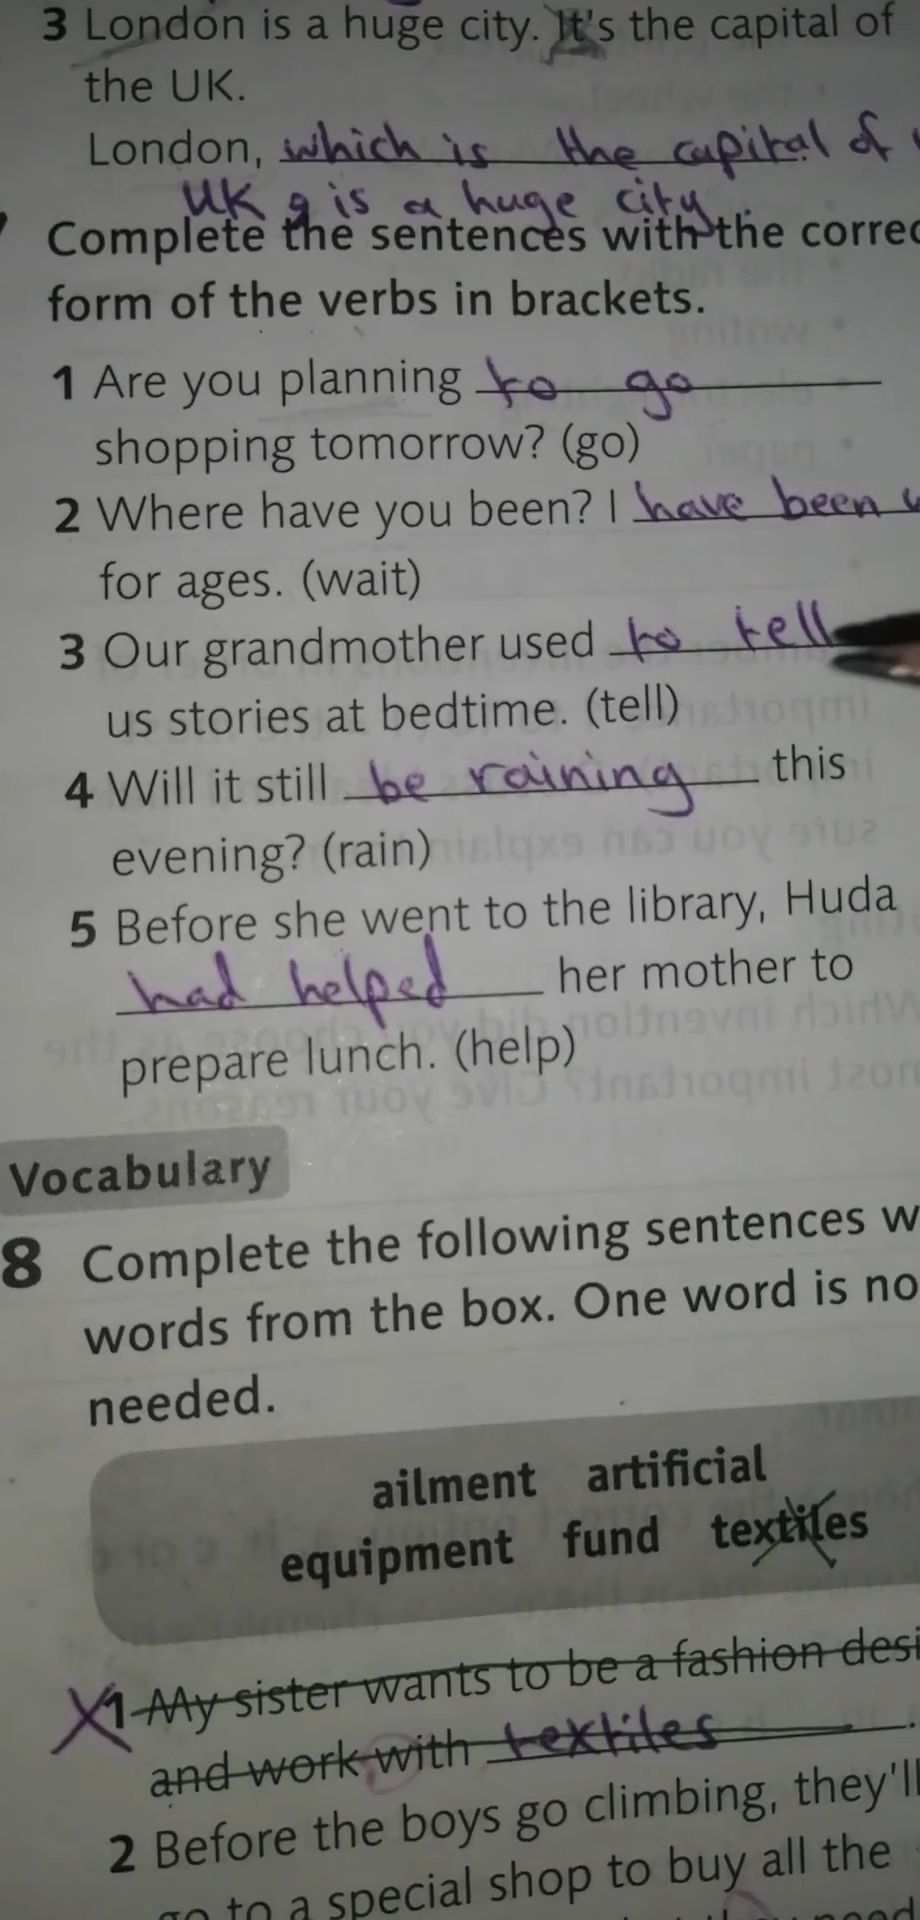 3 London is a huge city. It's the capital of
the UK.
London, which is the capital of
UK , is a huge city .
Complete the sentences with the correc
form of the verbs in brackets.
1 Are you planning to go
shopping tomorrow? (go)
2 Where have you been? I have been
for ages. (wait)
3 Our grandmother used to tell
us stories at bedtime. (tell)
4 Will it still be raining this
evening? (rain)
5 Before she went to the library, Huda
had helped her mother to
prepare lunch. (help)
Vocabulary
8 Complete the following sentences w
words from the box. One word is no
needed.
ailment artificial
equipment fund textiles
1 My sister wants to be a fashion desi
and work with textiles .
2 Before the boys go climbing, they'll
go to a special shop to buy all the
need